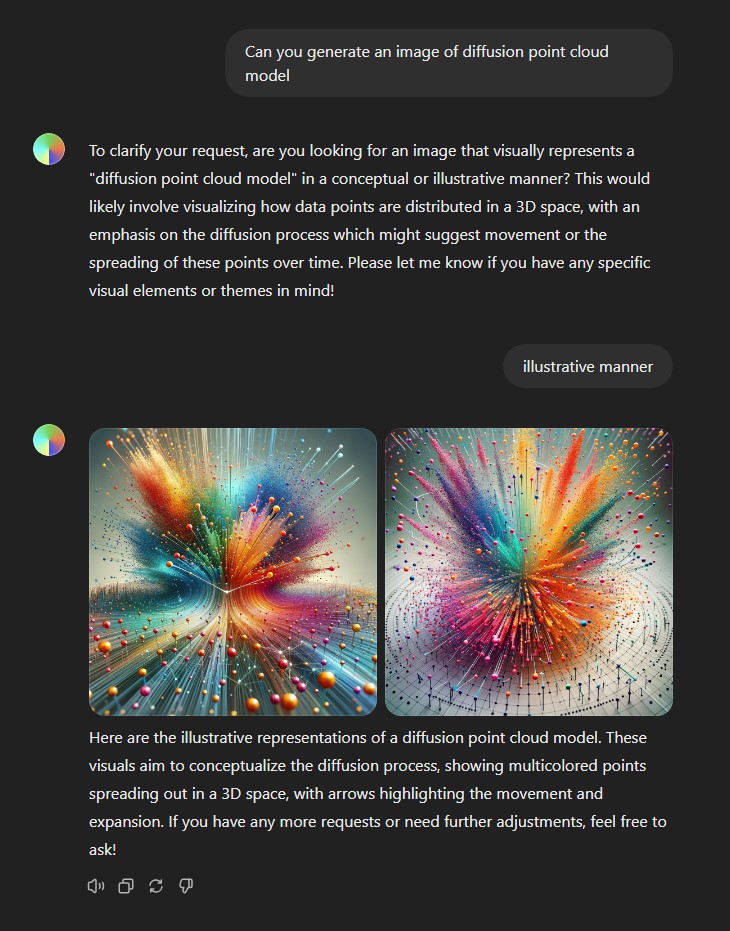 Can you generate an image of diffusion point cloud
model
To clarify your request, are you looking for an image that visually represents a
"diffusion point cloud model" in a conceptual or illustrative manner? This would
likely involve visualizing how data points are distributed in a 3D space, with an
emphasis on the diffusion process which might suggest movement or the
spreading of these points over time. Please let me know if you have any specific
visual elements or themes in mind!
illustrative manner
Here are the illustrative representations of a diffusion point cloud model. These
visuals aim to conceptualize the diffusion process, showing multicolored points
spreading out in a 3D space, with arrows highlighting the movement and
expansion. If you have any more requests or need further adjustments, feel free to
ask!